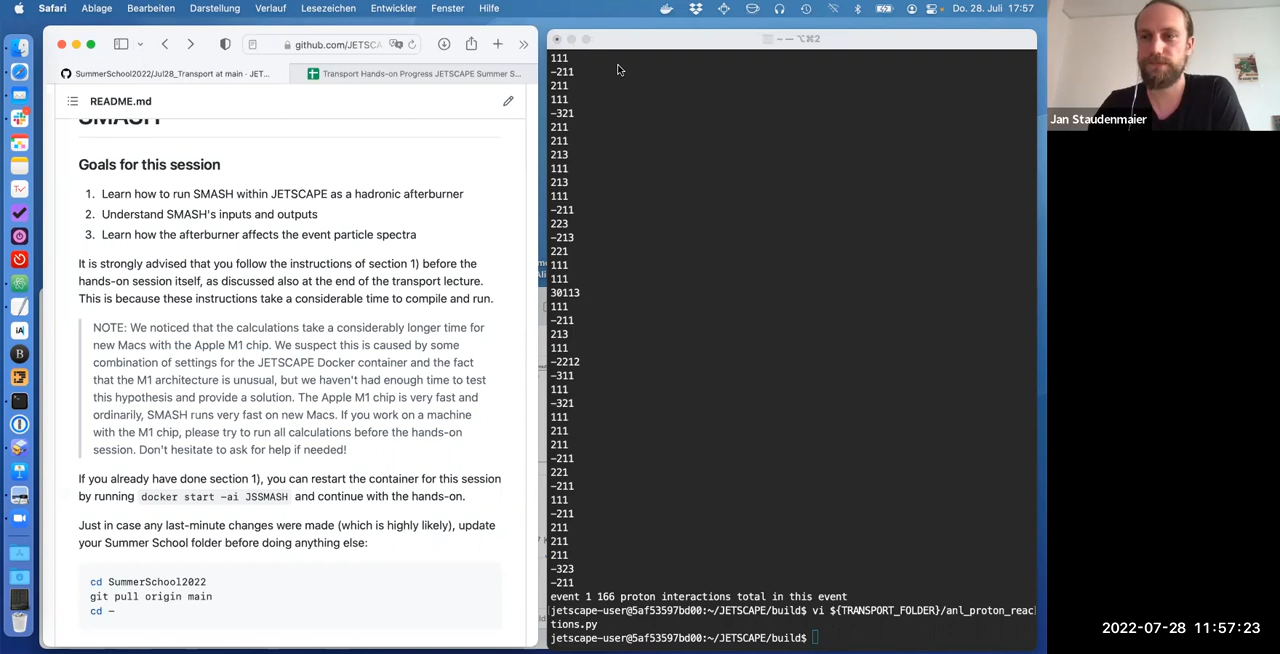 Safari Ablage Bearbeiten Darstellung Verlauf Lesezeichen Entwickler Fenster Hilfe Do. 28. Juli 17:57
github.com/JETSCA
SummerSchool2022/Jul28_Transport at main · JET...
Transport Hands-on Progress JETSCAPE Summer S...
README.md
SMASH
Goals for this session
1. Learn how to run SMASH within JETSCAPE as a hadronic afterburner
2. Understand SMASH's inputs and outputs
3. Learn how the afterburner affects the event particle spectra
It is strongly advised that you follow the instructions of section 1) before the
hands-on session itself, as discussed also at the end of the transport lecture.
This is because these instructions take a considerable time to compile and run.
NOTE: We noticed that the calculations take a considerably longer time for
new Macs with the Apple M1 chip. We suspect this is caused by some
combination of settings for the JETSCAPE Docker container and the fact
that the M1 architecture is unusual, but we haven't had enough time to test
this hypothesis and provide a solution. The Apple M1 chip is very fast and
ordinarily, SMASH runs very fast on new Macs. If you work on a machine
with the M1 chip, please try to run all calculations before the hands-on
session. Don't hesitate to ask for help if needed!
If you already have done section 1), you can restart the container for this session
by running docker start -ai JSSMASH and continue with the hands-on.
Just in case any last-minute changes were made (which is highly likely), update
your Summer School folder before doing anything else:
cd SummerSchool2022
git pull origin main
cd -
~ — ⌥⌘2
111
-211
211
111
-321
211
211
213
111
213
111
-211
223
-213
221
111
111
30113
111
-211
213
111
-2212
-311
111
-321
111
211
211
-211
221
-211
111
-211
211
211
211
-323
-211
event 1 166 proton interactions total in this event
[jetscape-user@5af53597bd00:~/JETSCAPE/build$ vi ${TRANSPORT_FOLDER}/anl_proton_reac]
tions.py
jetscape-user@5af53597bd00:~/JETSCAPE/build$
Jan Staudenmaier
2022-07-28 11:57:23